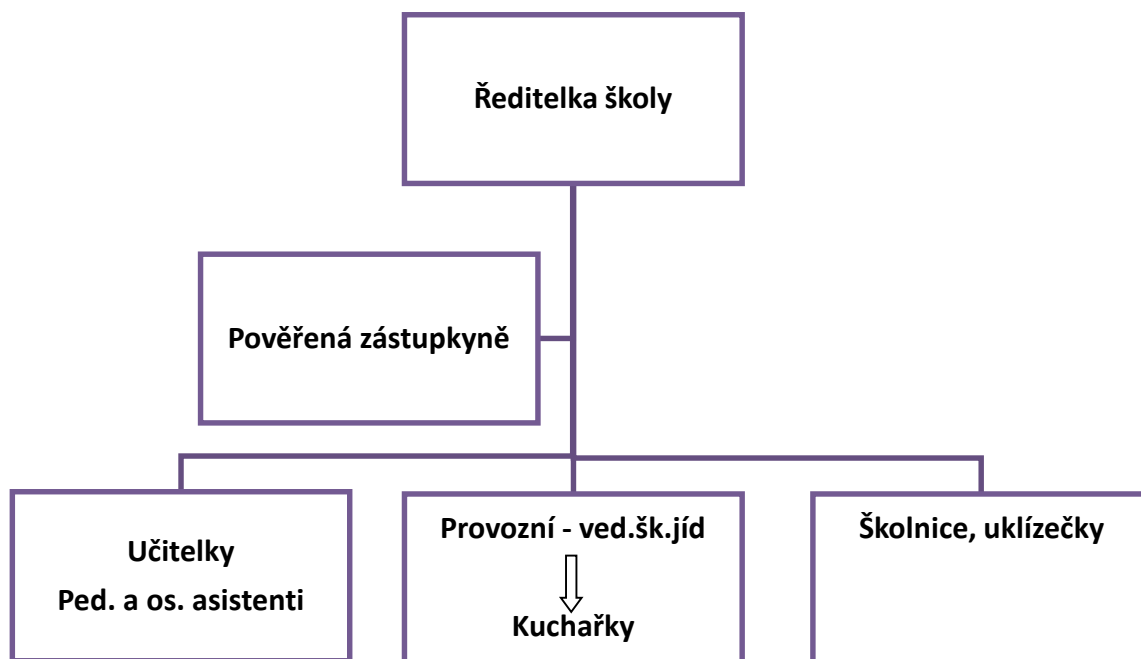 Ředitelka školy
Pověřená zástupkyně
Učitelky
Ped. a os. asistenti
Provozní - ved.šk.jíd
Kuchařky
Školnice, uklízečky